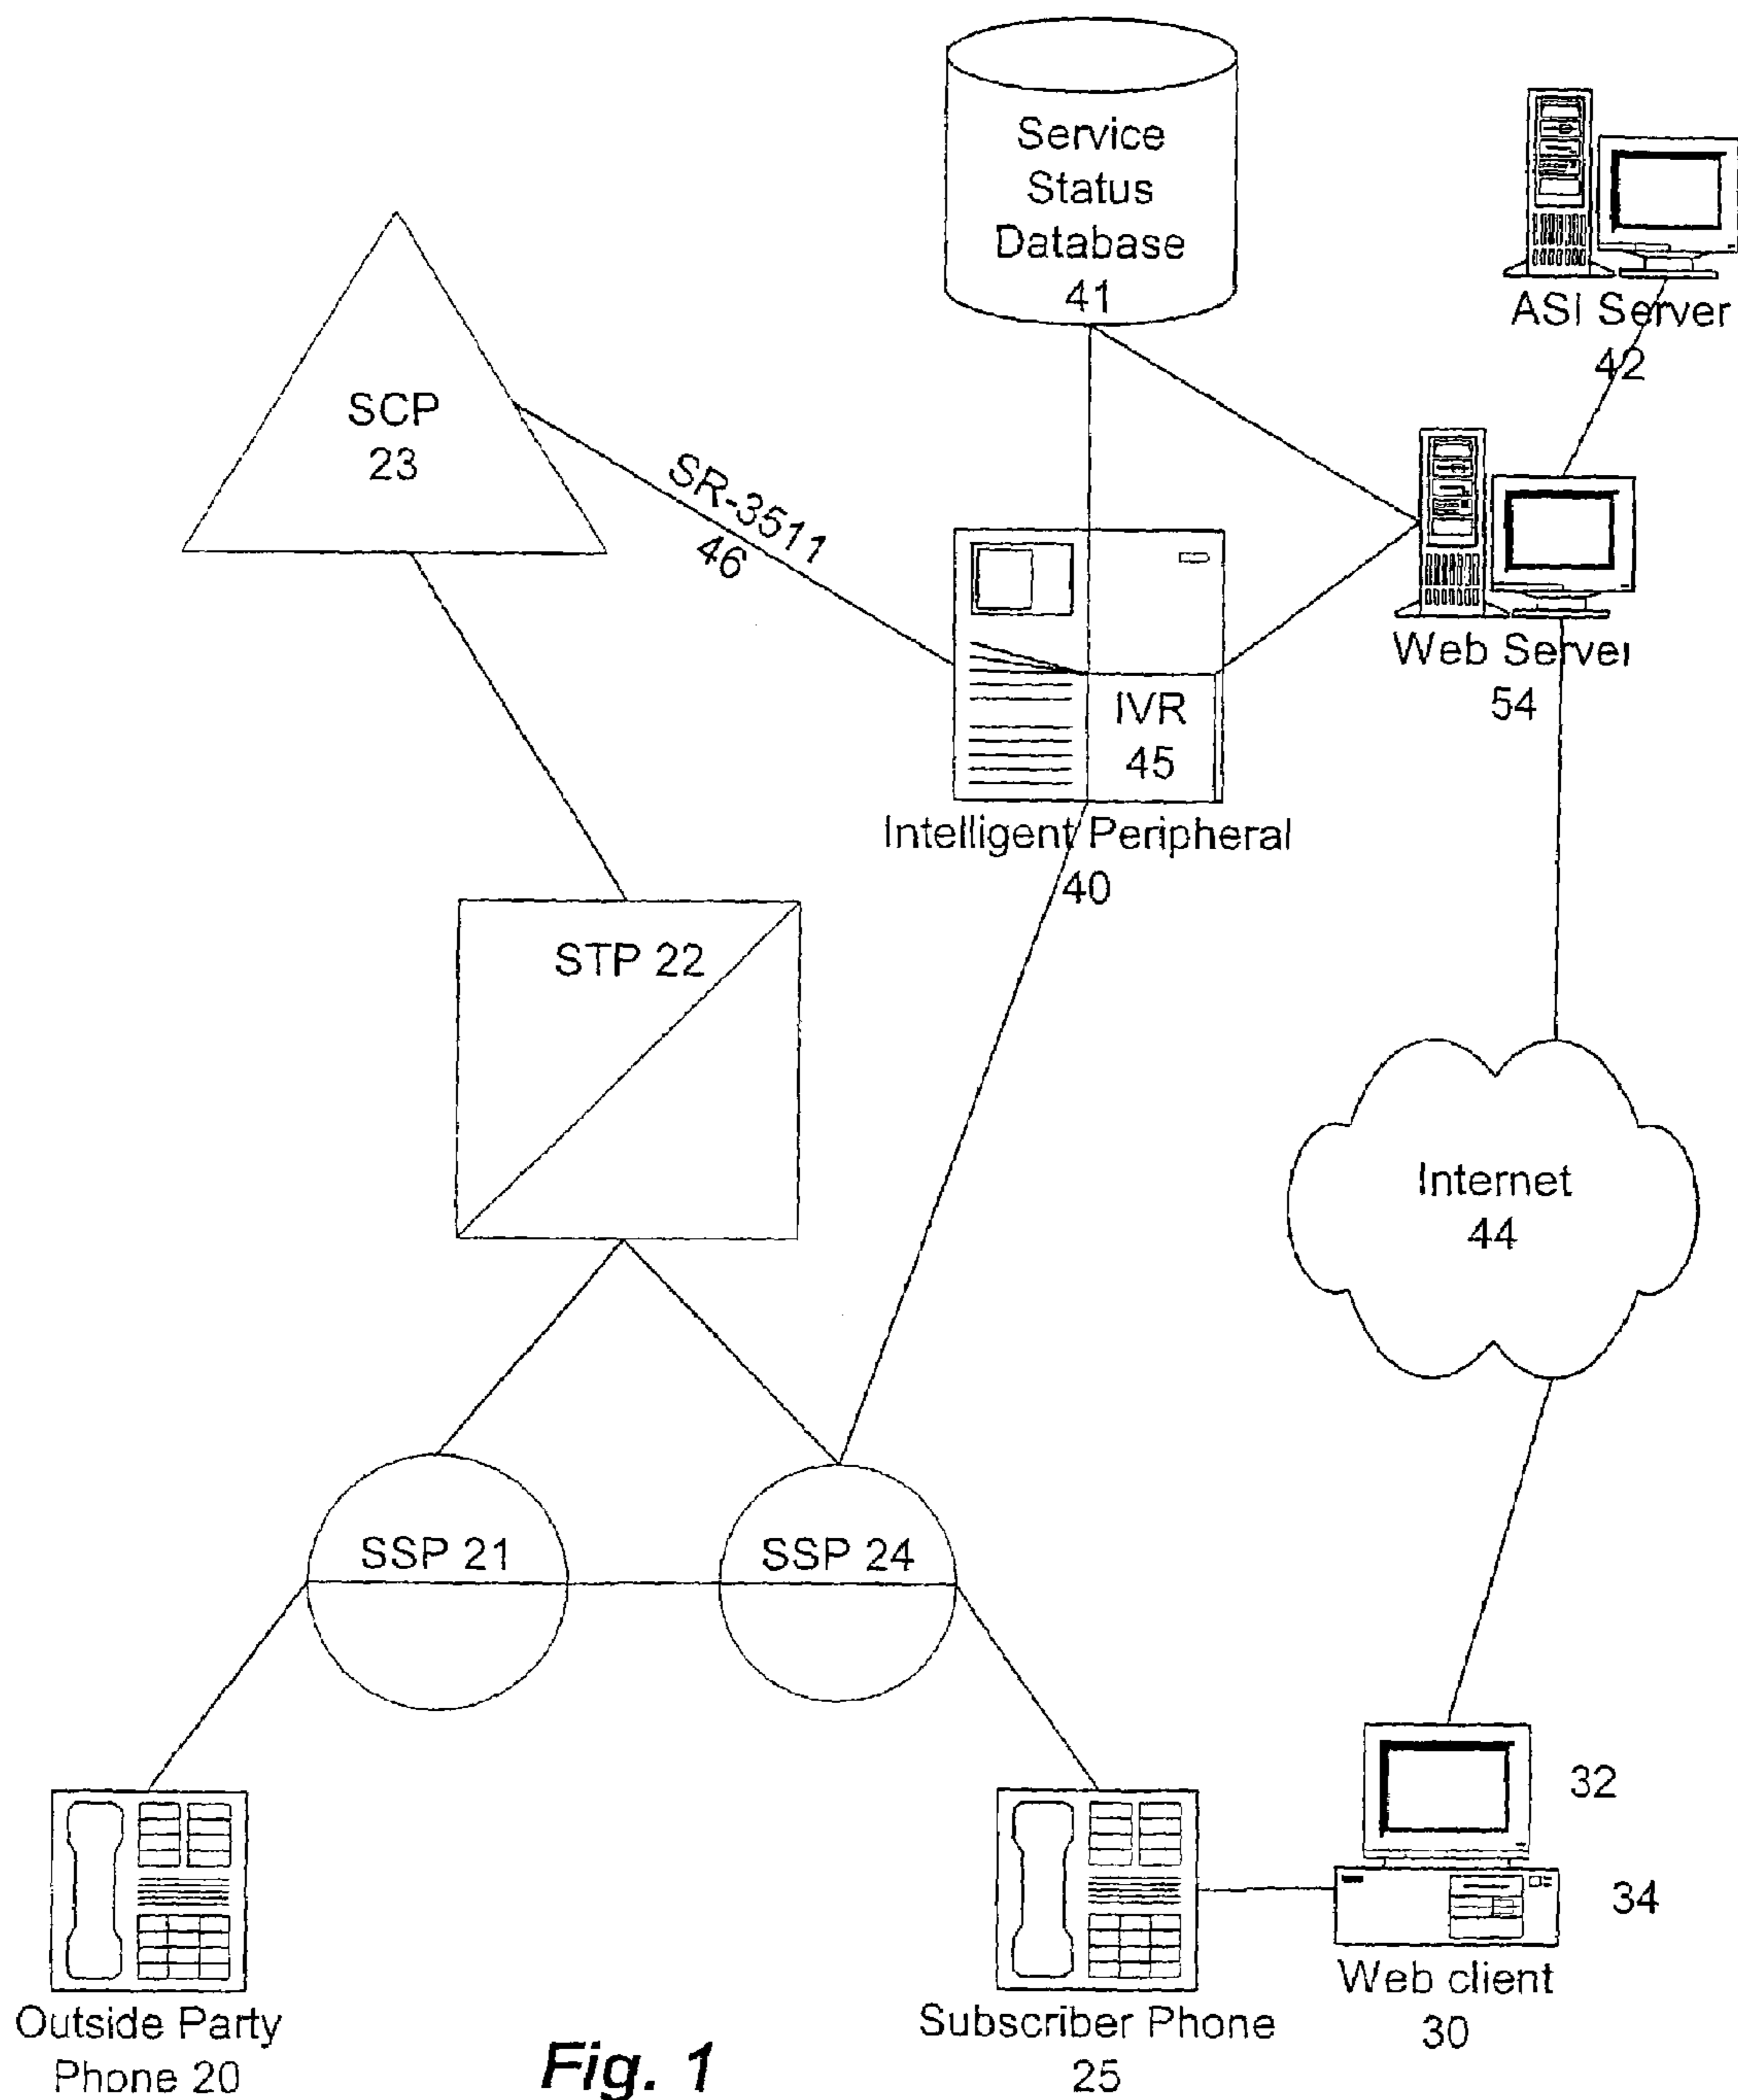 Service
Status
Database
41
ASI Server
42
SCP
23
SR-3511
46
Web Server
54
IVR
45
Intelligent Peripheral
40
STP 22
Internet
44
SSP 21
SSP 24
32
34
Web client
30
Outside Party
Phone 20
Subscriber Phone
25
Fig. 1